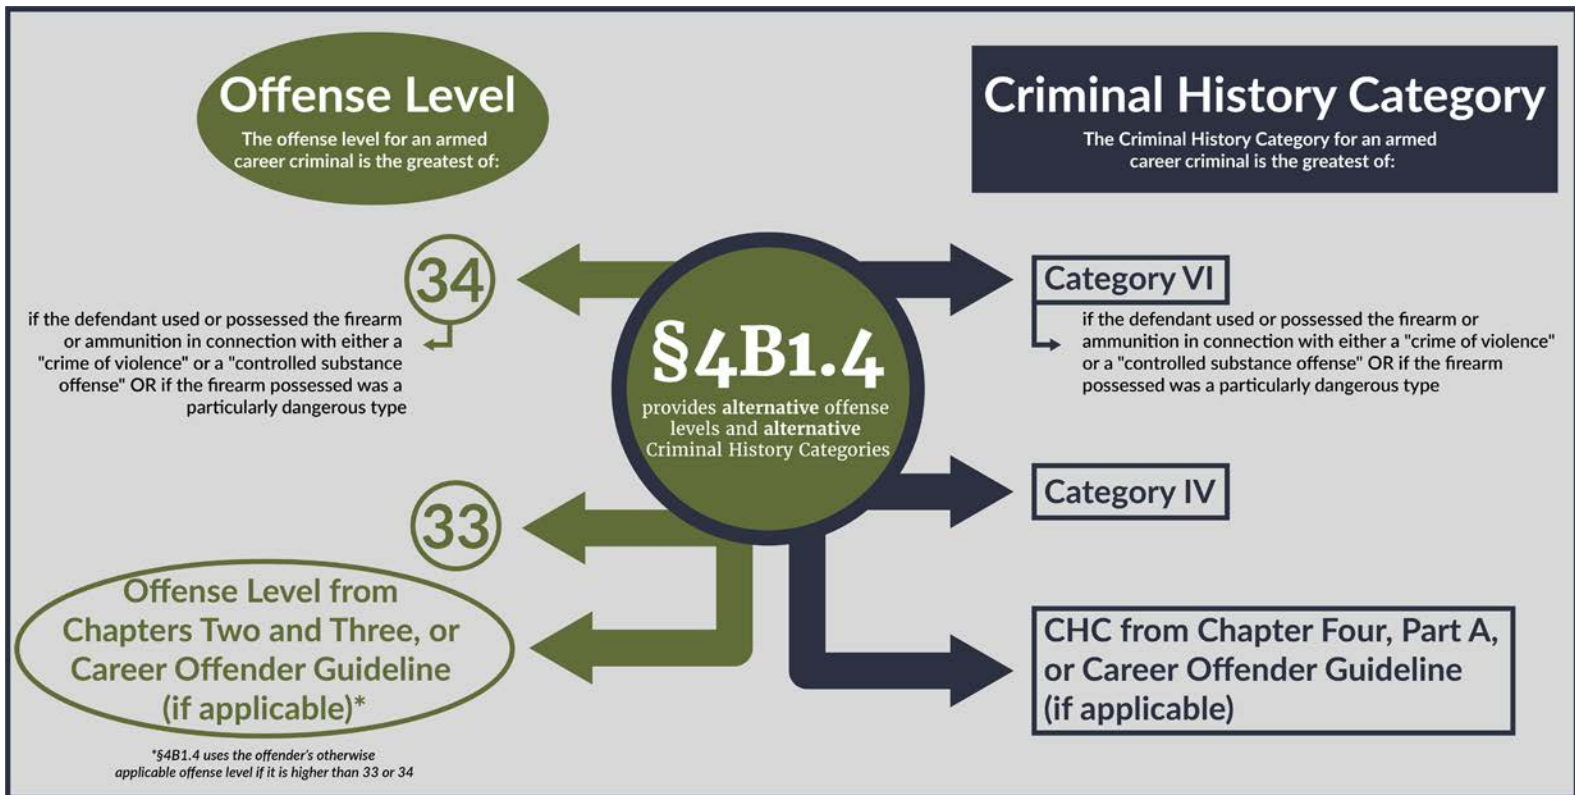 Offense Level
The offense level for an armed
career criminal is the greatest of:
34
if the defendant used or possessed the firearm
or ammunition in connection with either a
"crime of violence" or a "controlled substance
offense" OR if the firearm possessed was a
particularly dangerous type
33
Offense Level from
Chapters Two and Three, or
Career Offender Guideline
(if applicable)*
*§4B1.4 uses the offender's otherwise
applicable offense level if it is higher than 33 or 34
§4B1.4
provides alternative offense
levels and alternative
Criminal History Categories
Criminal History Category
The Criminal History Category for an armed
career criminal is the greatest of:
Category VI
if the defendant used or possessed the firearm or
ammunition in connection with either a "crime of violence"
or a "controlled substance offense" OR if the firearm
possessed was a particularly dangerous type
Category IV
CHC from Chapter Four, Part A,
or Career Offender Guideline
(if applicable)